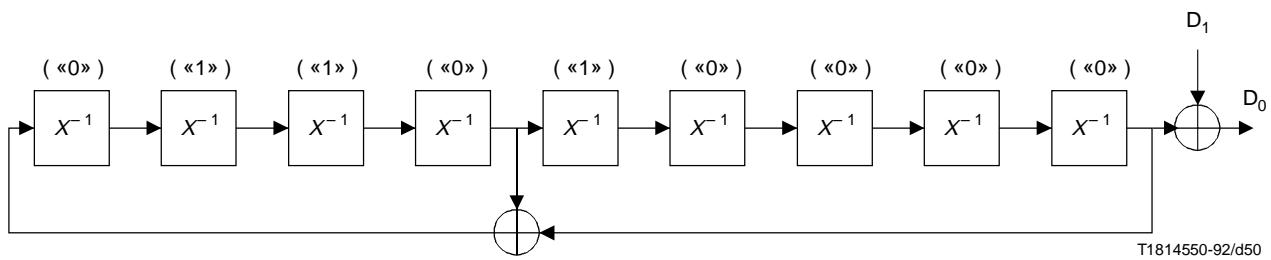 D₁
( «0» ) ( «1» ) ( «1» ) ( «0» ) ( «1» ) ( «0» ) ( «0» ) ( «0» ) ( «0» )
D₀
X⁻¹ X⁻¹ X⁻¹ X⁻¹ X⁻¹ X⁻¹ X⁻¹ X⁻¹ X⁻¹
T1814550-92/d50